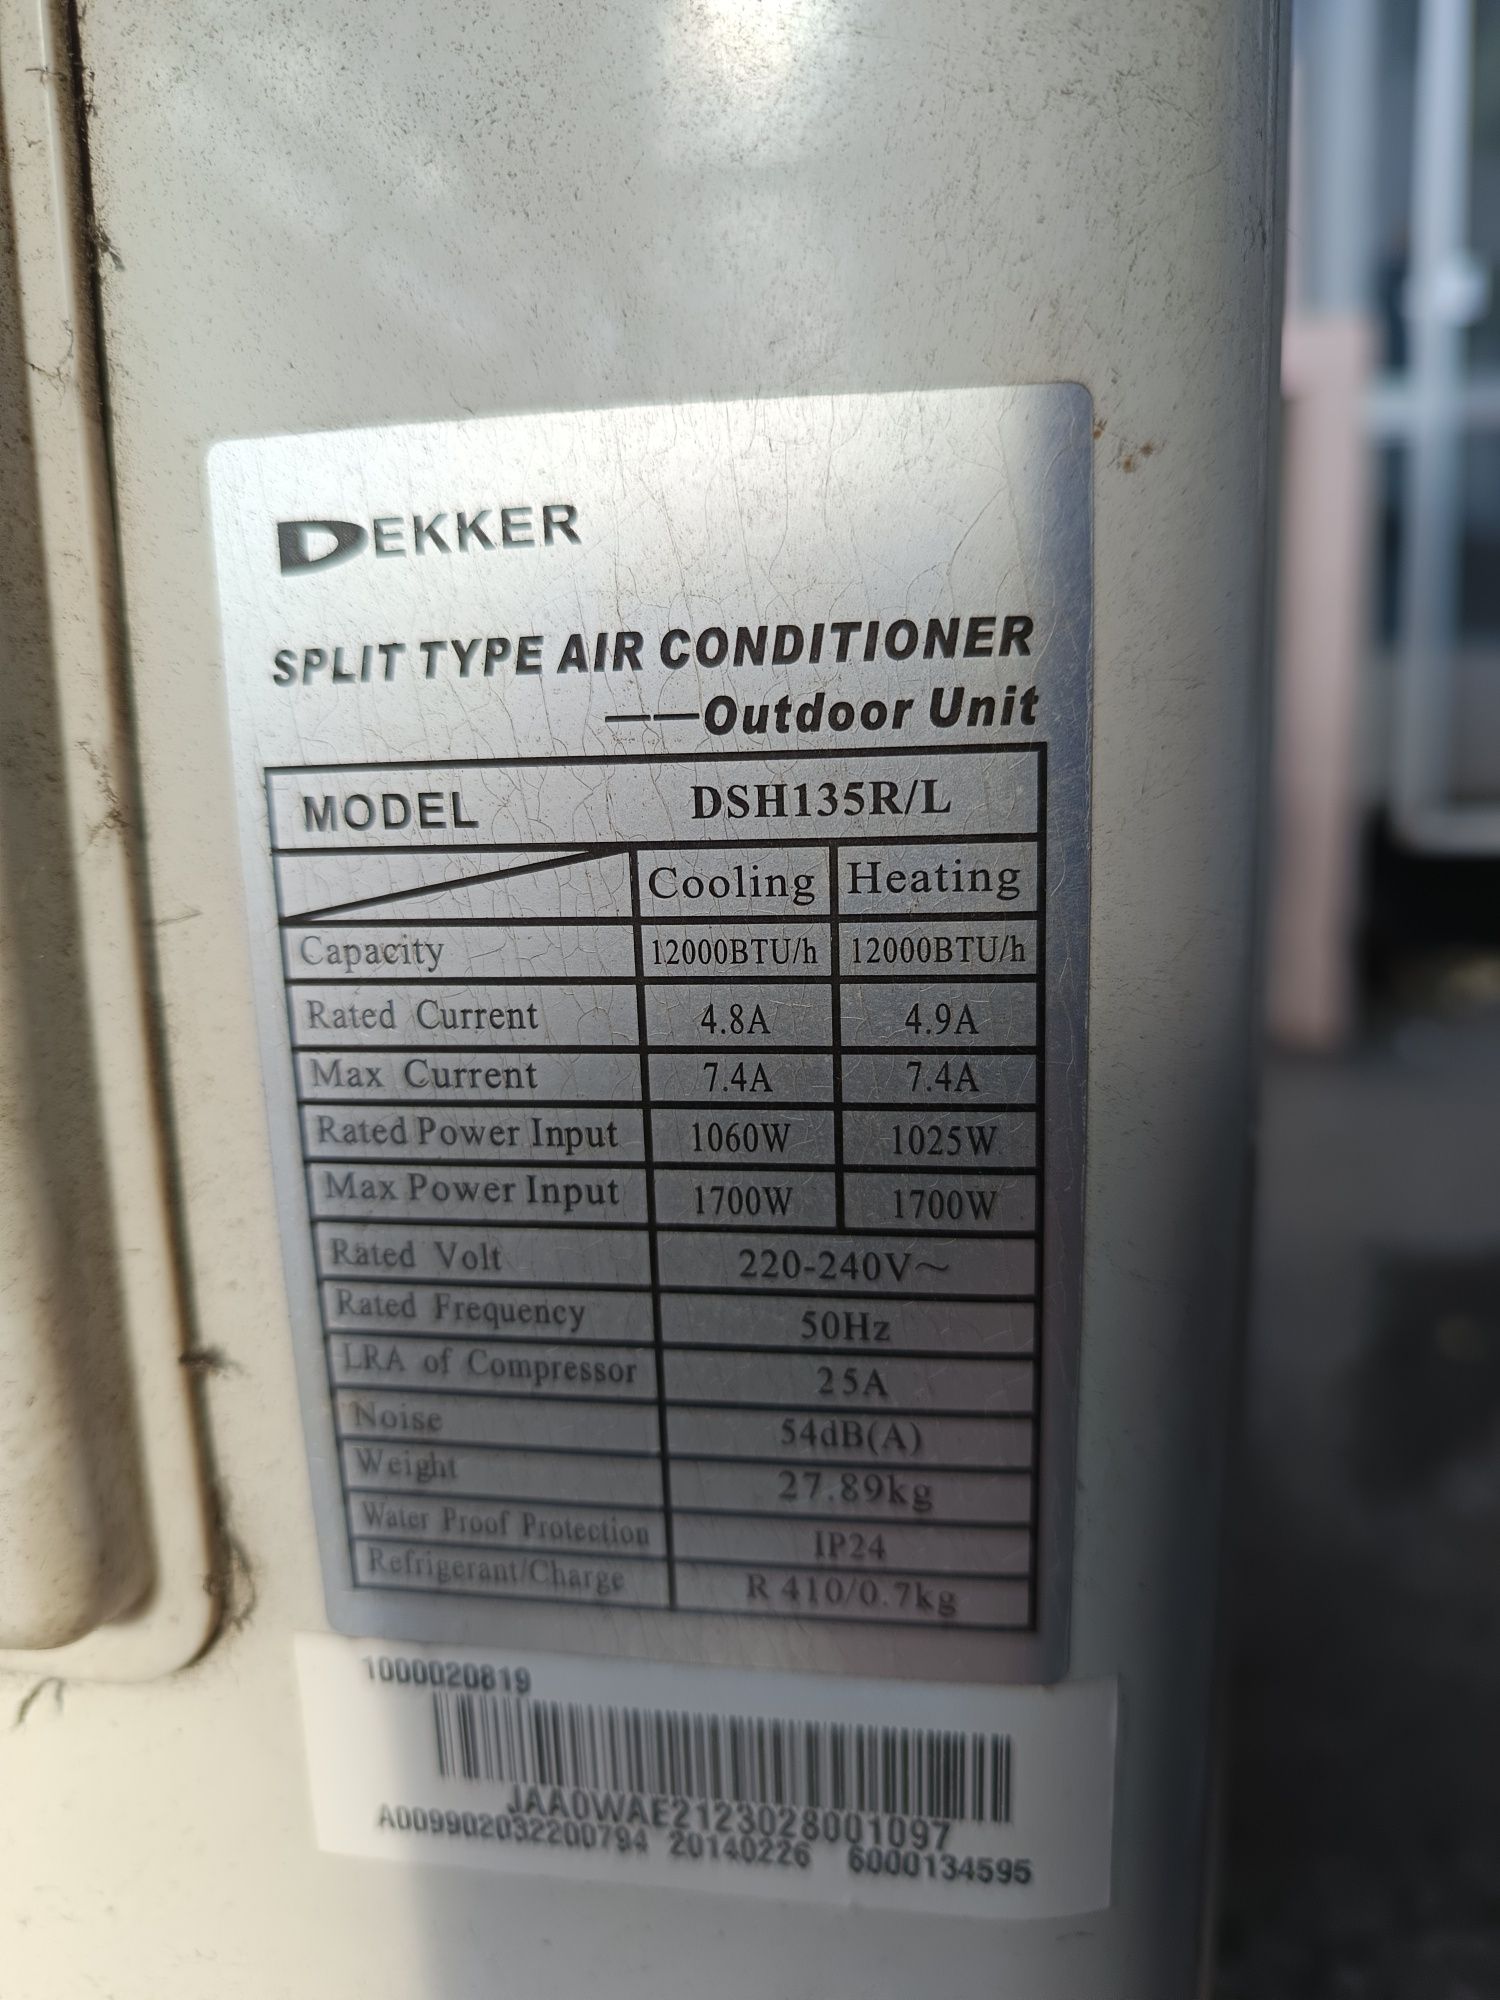 DEKKER
SPLIT TYPE AIR CONDITIONER
——Outdoor Unit
MODEL DSH135R/L
Cooling Heating
Capacity 12000BTU/h 12000BTU/h
Rated Current 4.8A 4.9A
Max Current 7.4A 7.4A
Rated Power Input 1060W 1025W
Max Power Input 1700W 1700W
Rated Volt 220-240V～
Rated Frequency 50Hz
LRA of Compressor 25A
Noise 54dB(A)
Weight 27.89kg
Water Proof Protection IP24
Refrigerant/Charge R 410/0.7kg
1000020819
JAA0WAE2123028001097
A009902032200794 20140226 6000134595